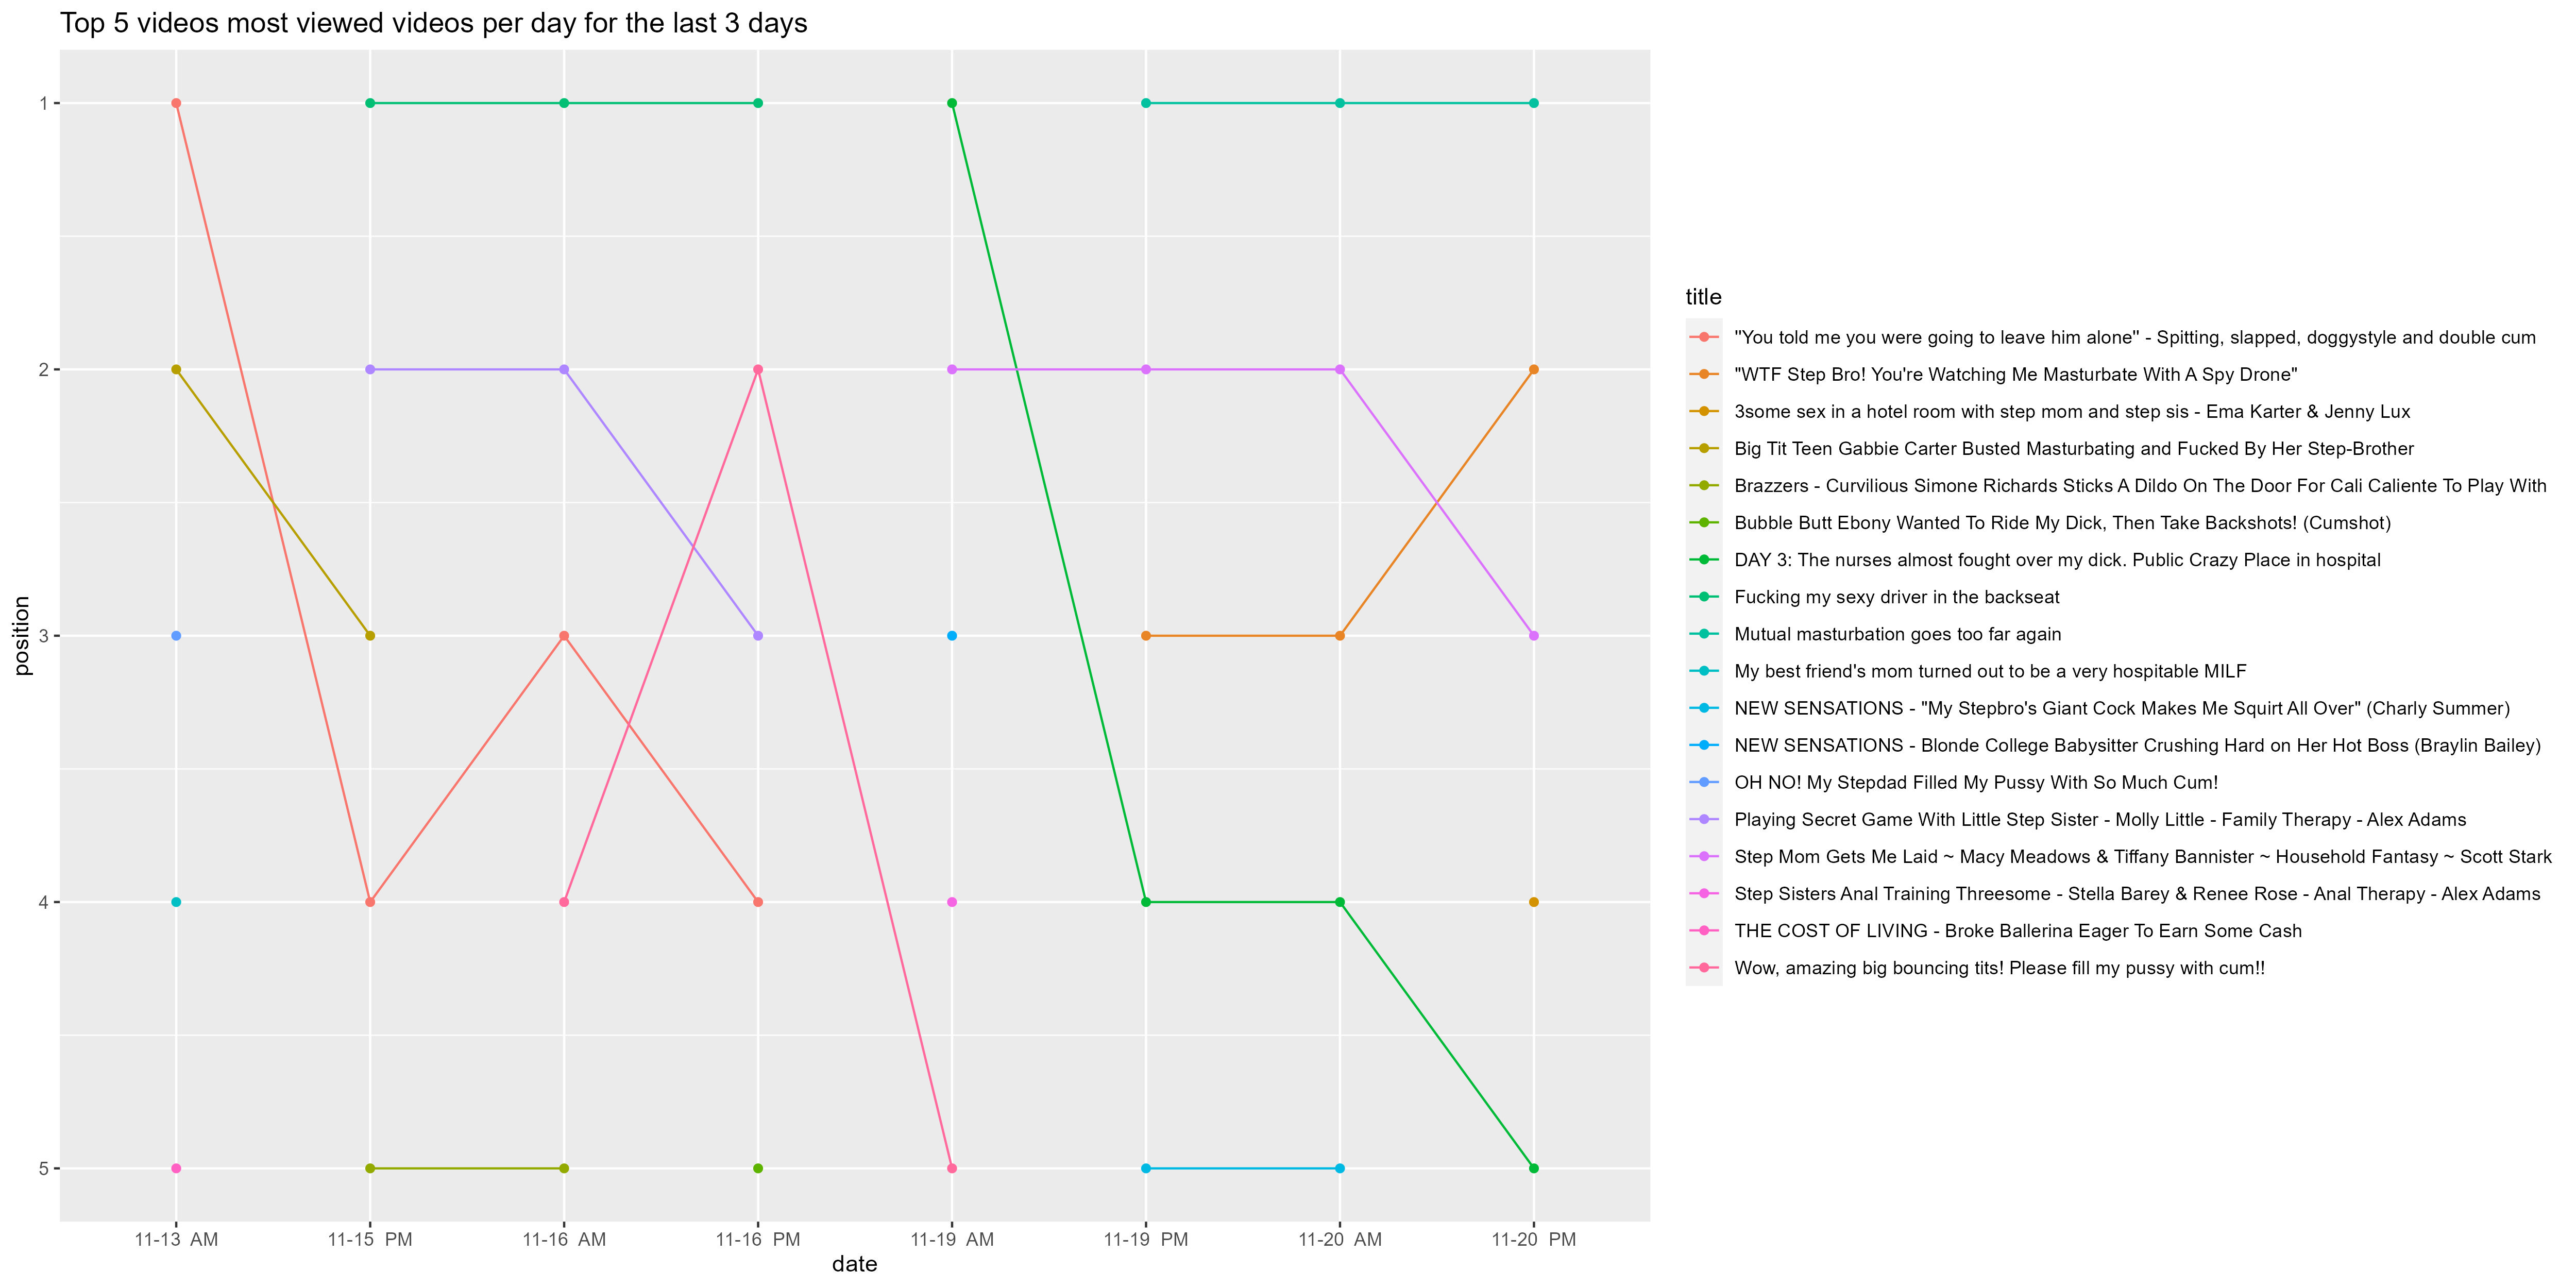 Top 5 videos most viewed videos per day for the last 3 days
position
1
2
3
4
5
11-13 AM
11-15 PM
11-16 AM
11-16 PM
11-19 AM
11-19 PM
11-20 AM
11-20 PM
date
title
"You told me you were going to leave him alone" - Spitting, slapped, doggystyle and double cum
"WTF Step Bro! You're Watching Me Masturbate With A Spy Drone"
3some sex in a hotel room with step mom and step sis - Ema Karter & Jenny Lux
Big Tit Teen Gabbie Carter Busted Masturbating and Fucked By Her Step-Brother
Brazzers - Curvilious Simone Richards Sticks A Dildo On The Door For Cali Caliente To Play With
Bubble Butt Ebony Wanted To Ride My Dick, Then Take Backshots! (Cumshot)
DAY 3: The nurses almost fought over my dick. Public Crazy Place in hospital
Fucking my sexy driver in the backseat
Mutual masturbation goes too far again
My best friend's mom turned out to be a very hospitable MILF
NEW SENSATIONS - "My Stepbro's Giant Cock Makes Me Squirt All Over" (Charly Summer)
NEW SENSATIONS - Blonde College Babysitter Crushing Hard on Her Hot Boss (Braylin Bailey)
OH NO! My Stepdad Filled My Pussy With So Much Cum!
Playing Secret Game With Little Step Sister - Molly Little - Family Therapy - Alex Adams
Step Mom Gets Me Laid ~ Macy Meadows & Tiffany Bannister ~ Household Fantasy ~ Scott Stark
Step Sisters Anal Training Threesome - Stella Barey & Renee Rose - Anal Therapy - Alex Adams
THE COST OF LIVING - Broke Ballerina Eager To Earn Some Cash
Wow, amazing big bouncing tits! Please fill my pussy with cum!!